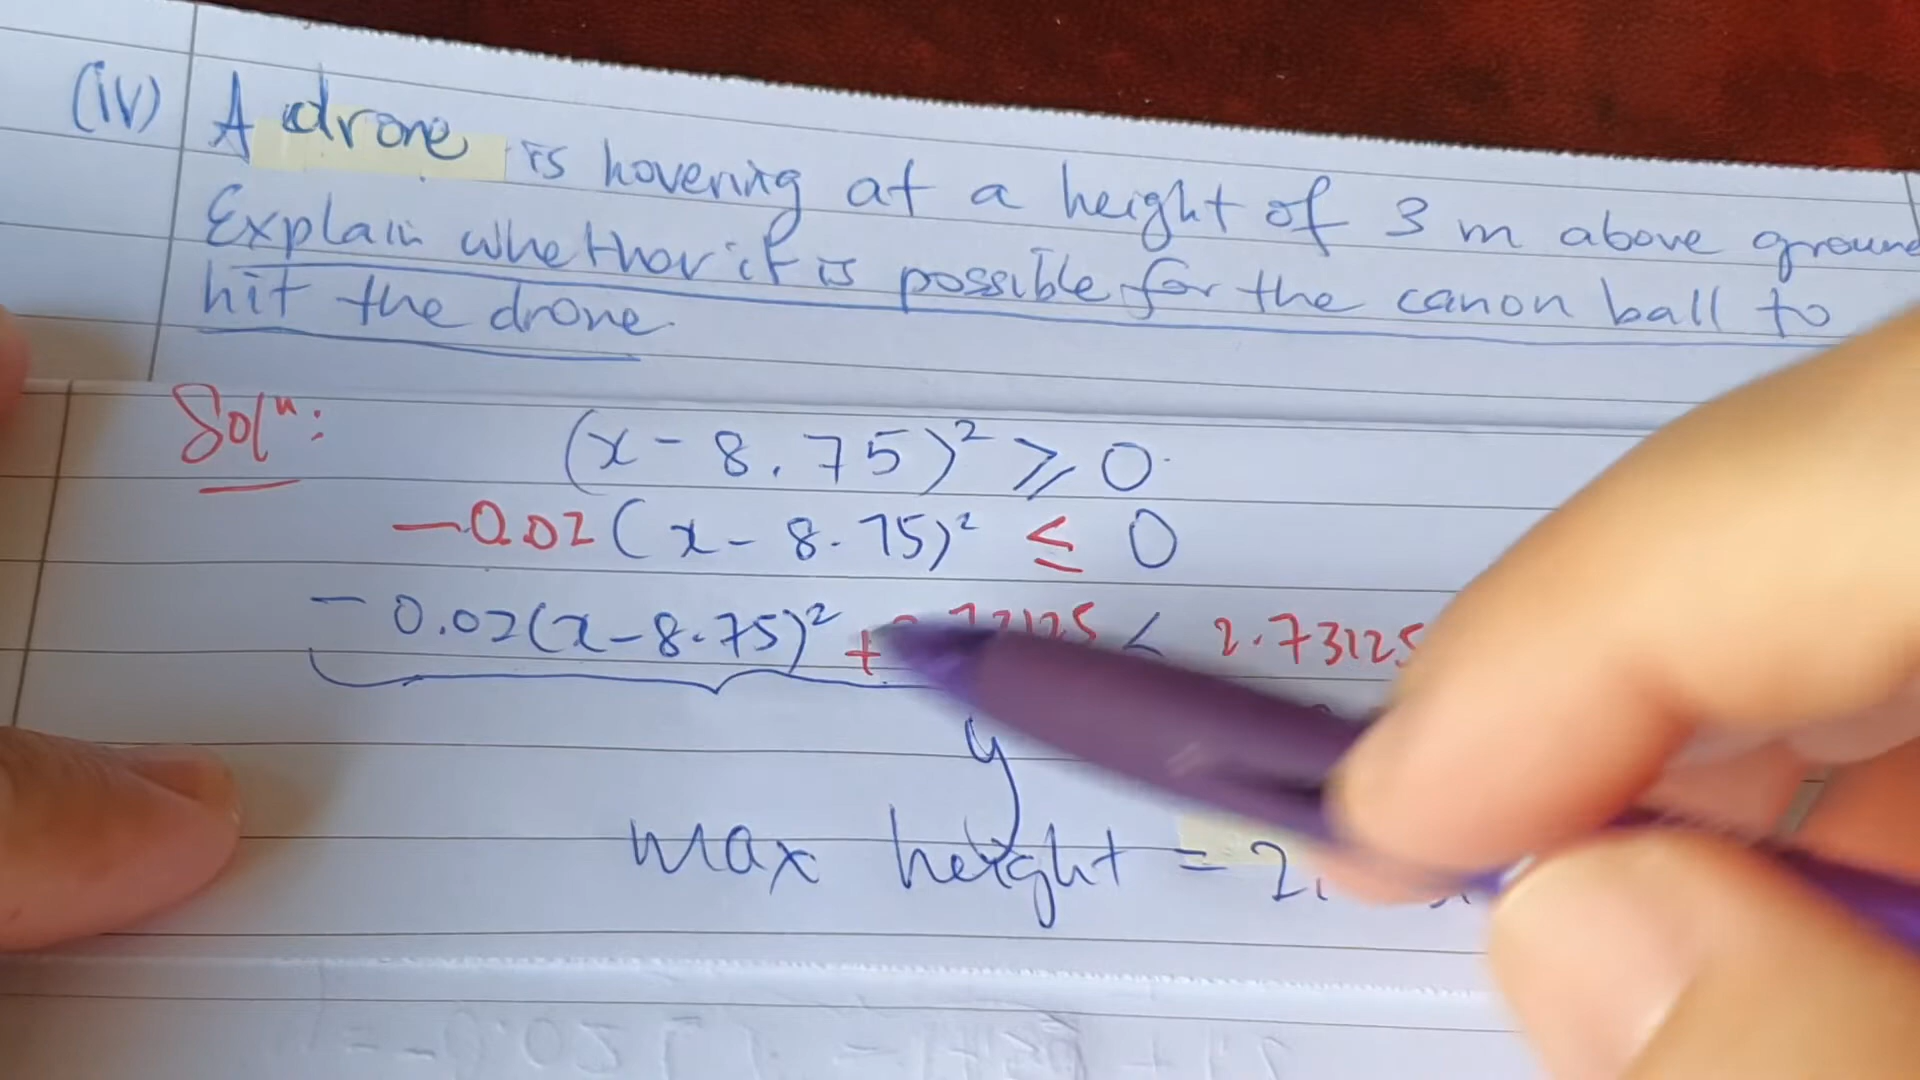 (iv) A drone is hovering at a height of 3 m above ground
Explain whether it is possible for the canon ball to
hit the drone.
Solⁿ:
(x - 8.75)² ≥ 0
-0.02(x - 8.75)² ≤ 0
-0.02(x-8.75)² + 73125 < 2.73125
y
max height = 2.